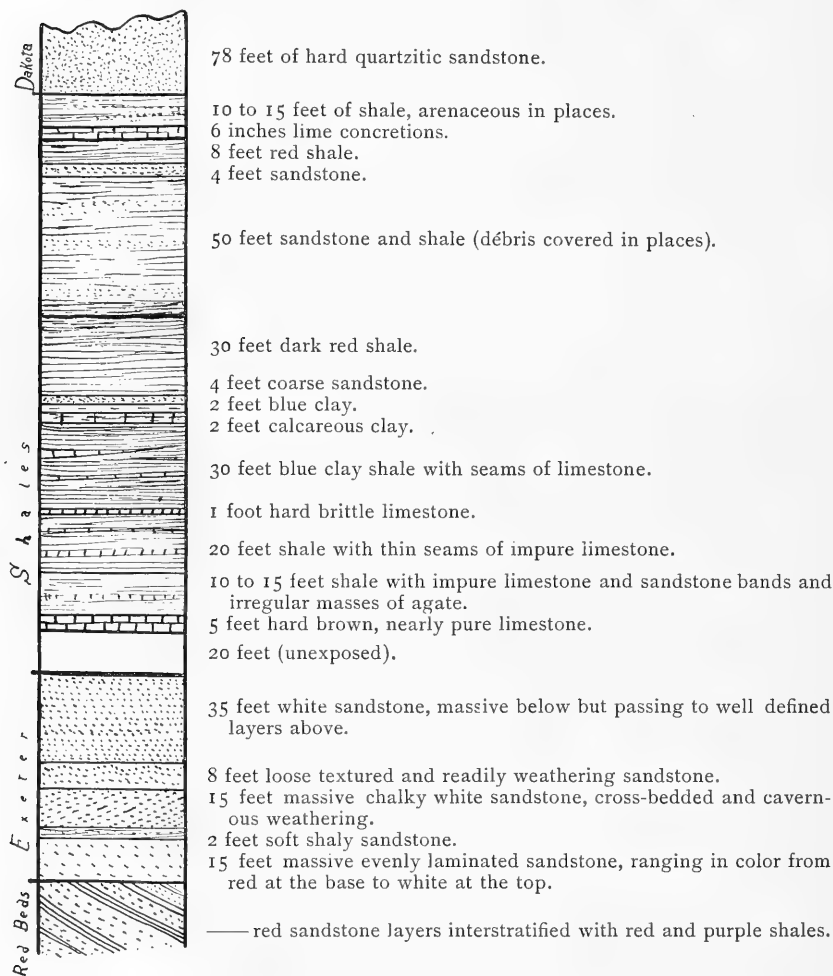 Dakota
78 feet of hard quartzitic sandstone.
10 to 15 feet of shale, arenaceous in places.
6 inches lime concretions.
8 feet red shale.
4 feet sandstone.
50 feet sandstone and shale (débris covered in places).
30 feet dark red shale.
4 feet coarse sandstone.
2 feet blue clay.
2 feet calcareous clay.
Shales
30 feet blue clay shale with seams of limestone.
1 foot hard brittle limestone.
20 feet shale with thin seams of impure limestone.
10 to 15 feet shale with impure limestone and sandstone bands and
irregular masses of agate.
5 feet hard brown, nearly pure limestone.
20 feet (unexposed).
Exeter
35 feet white sandstone, massive below but passing to well defined
layers above.
8 feet loose textured and readily weathering sandstone.
15 feet massive chalky white sandstone, cross-bedded and cavern-
ous weathering.
2 feet soft shaly sandstone.
15 feet massive evenly laminated sandstone, ranging in color from
red at the base to white at the top.
Red Beds
—— red sandstone layers interstratified with red and purple shales.